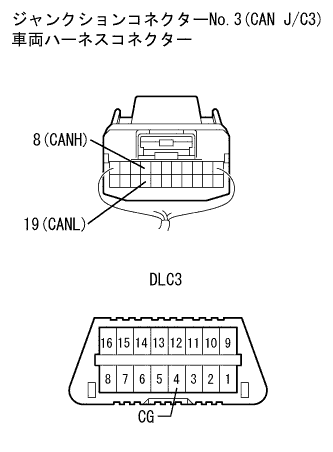 ジャンクションコネクターNo.3(CAN J/C3)
車両ハーネスコネクター
8(CANH)
19(CANL)
DLC3
16 15 14 13 12 11 10 9
8 7 6 5 4 3 2 1
CG